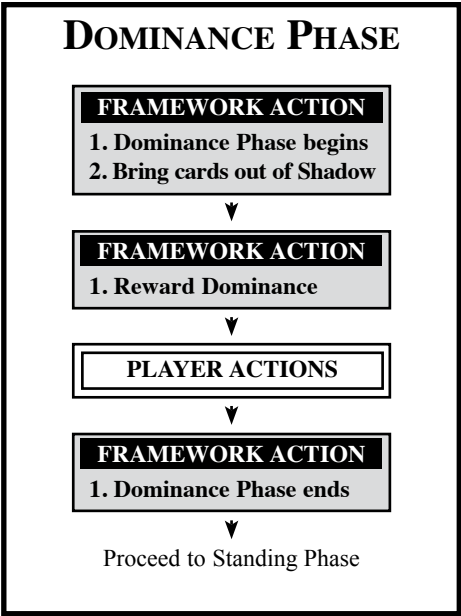 DOMINANCE PHASE
FRAMEWORK ACTION
1. Dominance Phase begins
2. Bring cards out of Shadow
FRAMEWORK ACTION
1. Reward Dominance
PLAYER ACTIONS
FRAMEWORK ACTION
1. Dominance Phase ends
Proceed to Standing Phase